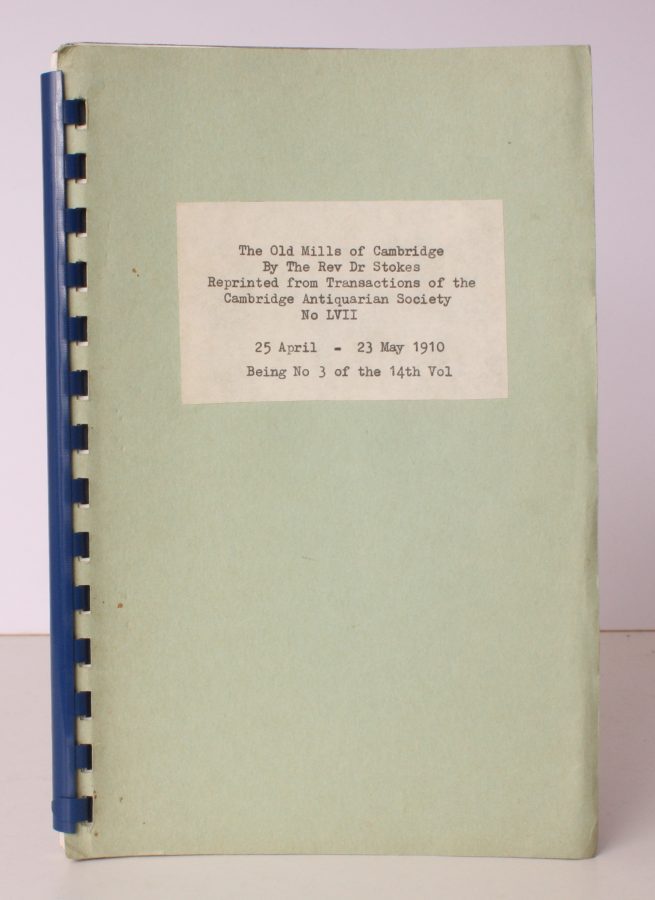 The Old Mills of Cambridge
By The Rev Dr Stokes
Reprinted from Transactions of the
Cambridge Antiquarian Society
No LVII
25 April - 23 May 1910
Being No 3 of the 14th Vol